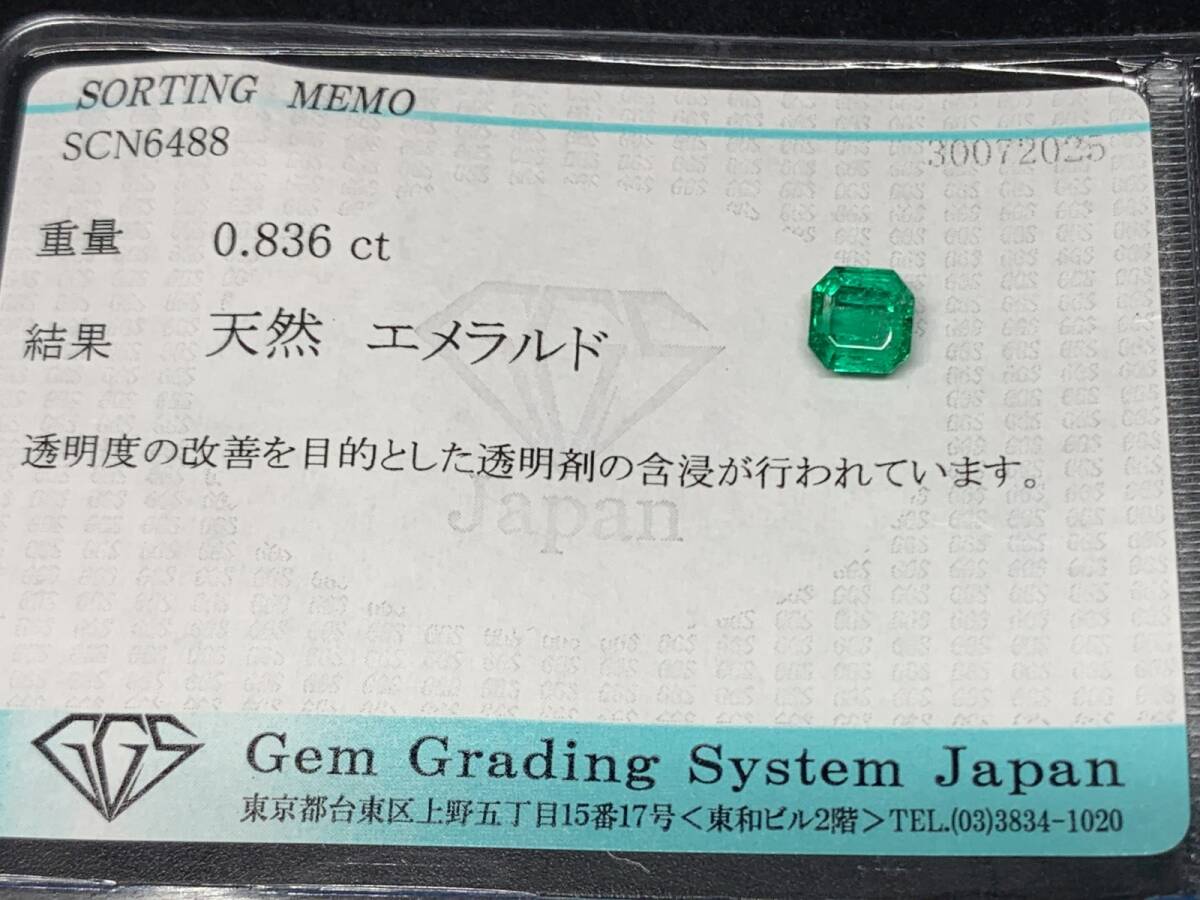 SORTING MEMO
SCN6488
30072025
重量 0.836 ct
結果 天然 エメラルド
透明度の改善を目的とした透明剤の含浸が行われています。
GGS
Japan
GGS
Gem Grading System Japan
東京都台東区上野五丁目15番17号<東和ビル2階>TEL.(03)3834-1020